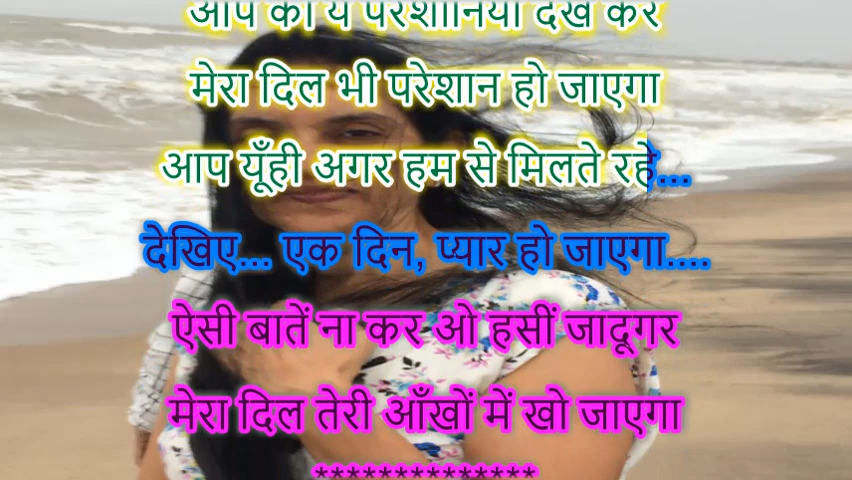 आप की ये परेशानियाँ देख कर
मेरा दिल भी परेशान हो जाएगा
आप यूँही अगर हम से मिलते रहे...
देखिए... एक दिन, प्यार हो जाएगा....
ऐसी बातें ना कर ओ हसीं जादूगर
मेरा दिल तेरी आँखों में खो जाएगा
**************